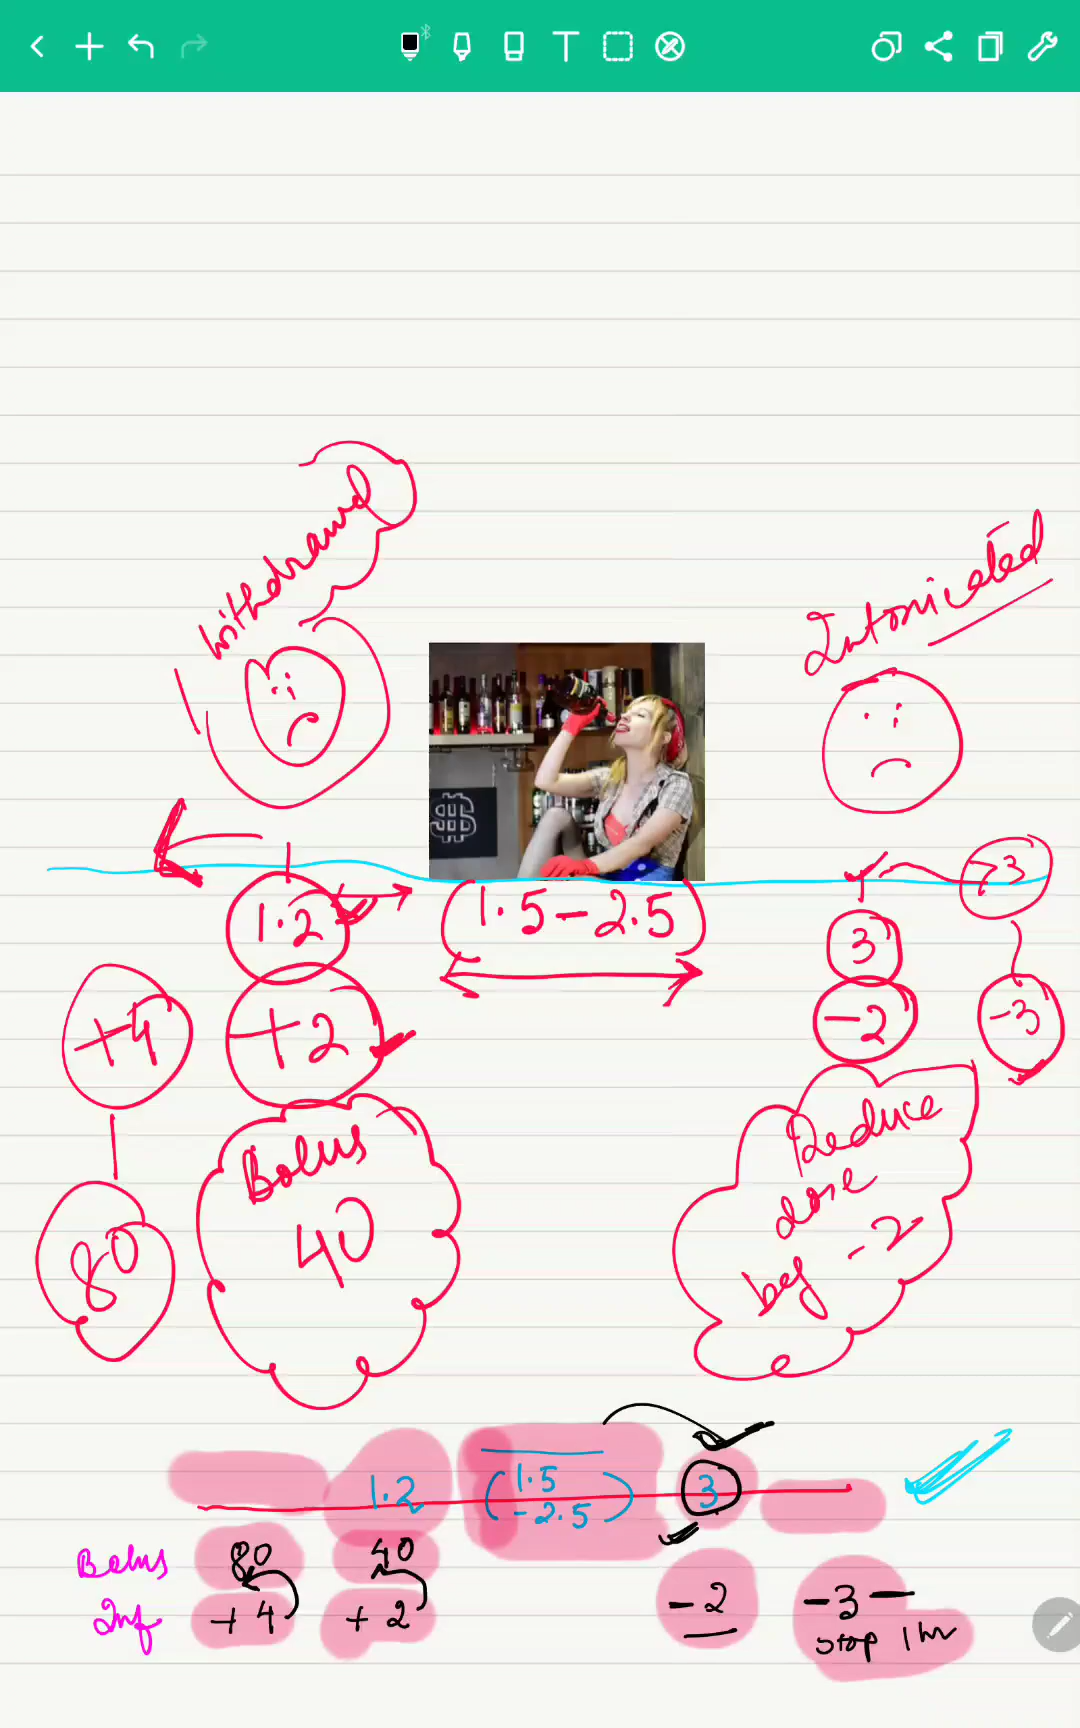 withdrawal
Intoxicated
>3
1.2
(1.5-2.5)
3
+4
+2
-2
-3
Bolus
40
80
Reduce
dose
by -2
1.2
(1.5
-2.5)
3
Bolus
80
40
Inf
+4
+2
-2
-3
stop 1hr